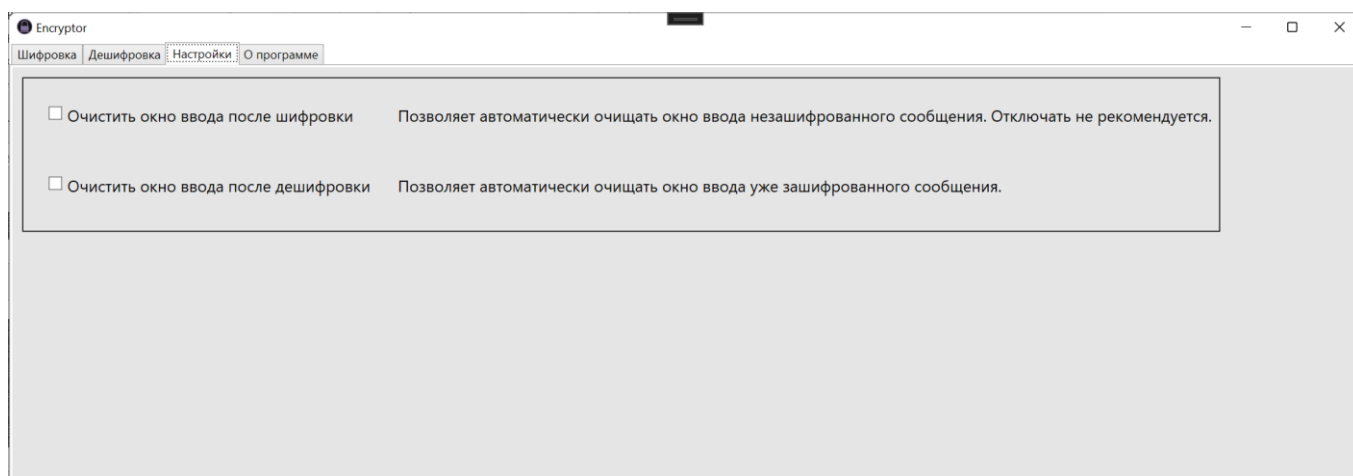 Encryptor
Шифровка Дешифровка Настройки О программе
Очистить окно ввода после шифровки Позволяет автоматически очищать окно ввода незашифрованного сообщения. Отключать не рекомендуется.
Очистить окно ввода после дешифровки Позволяет автоматически очищать окно ввода уже зашифрованного сообщения.